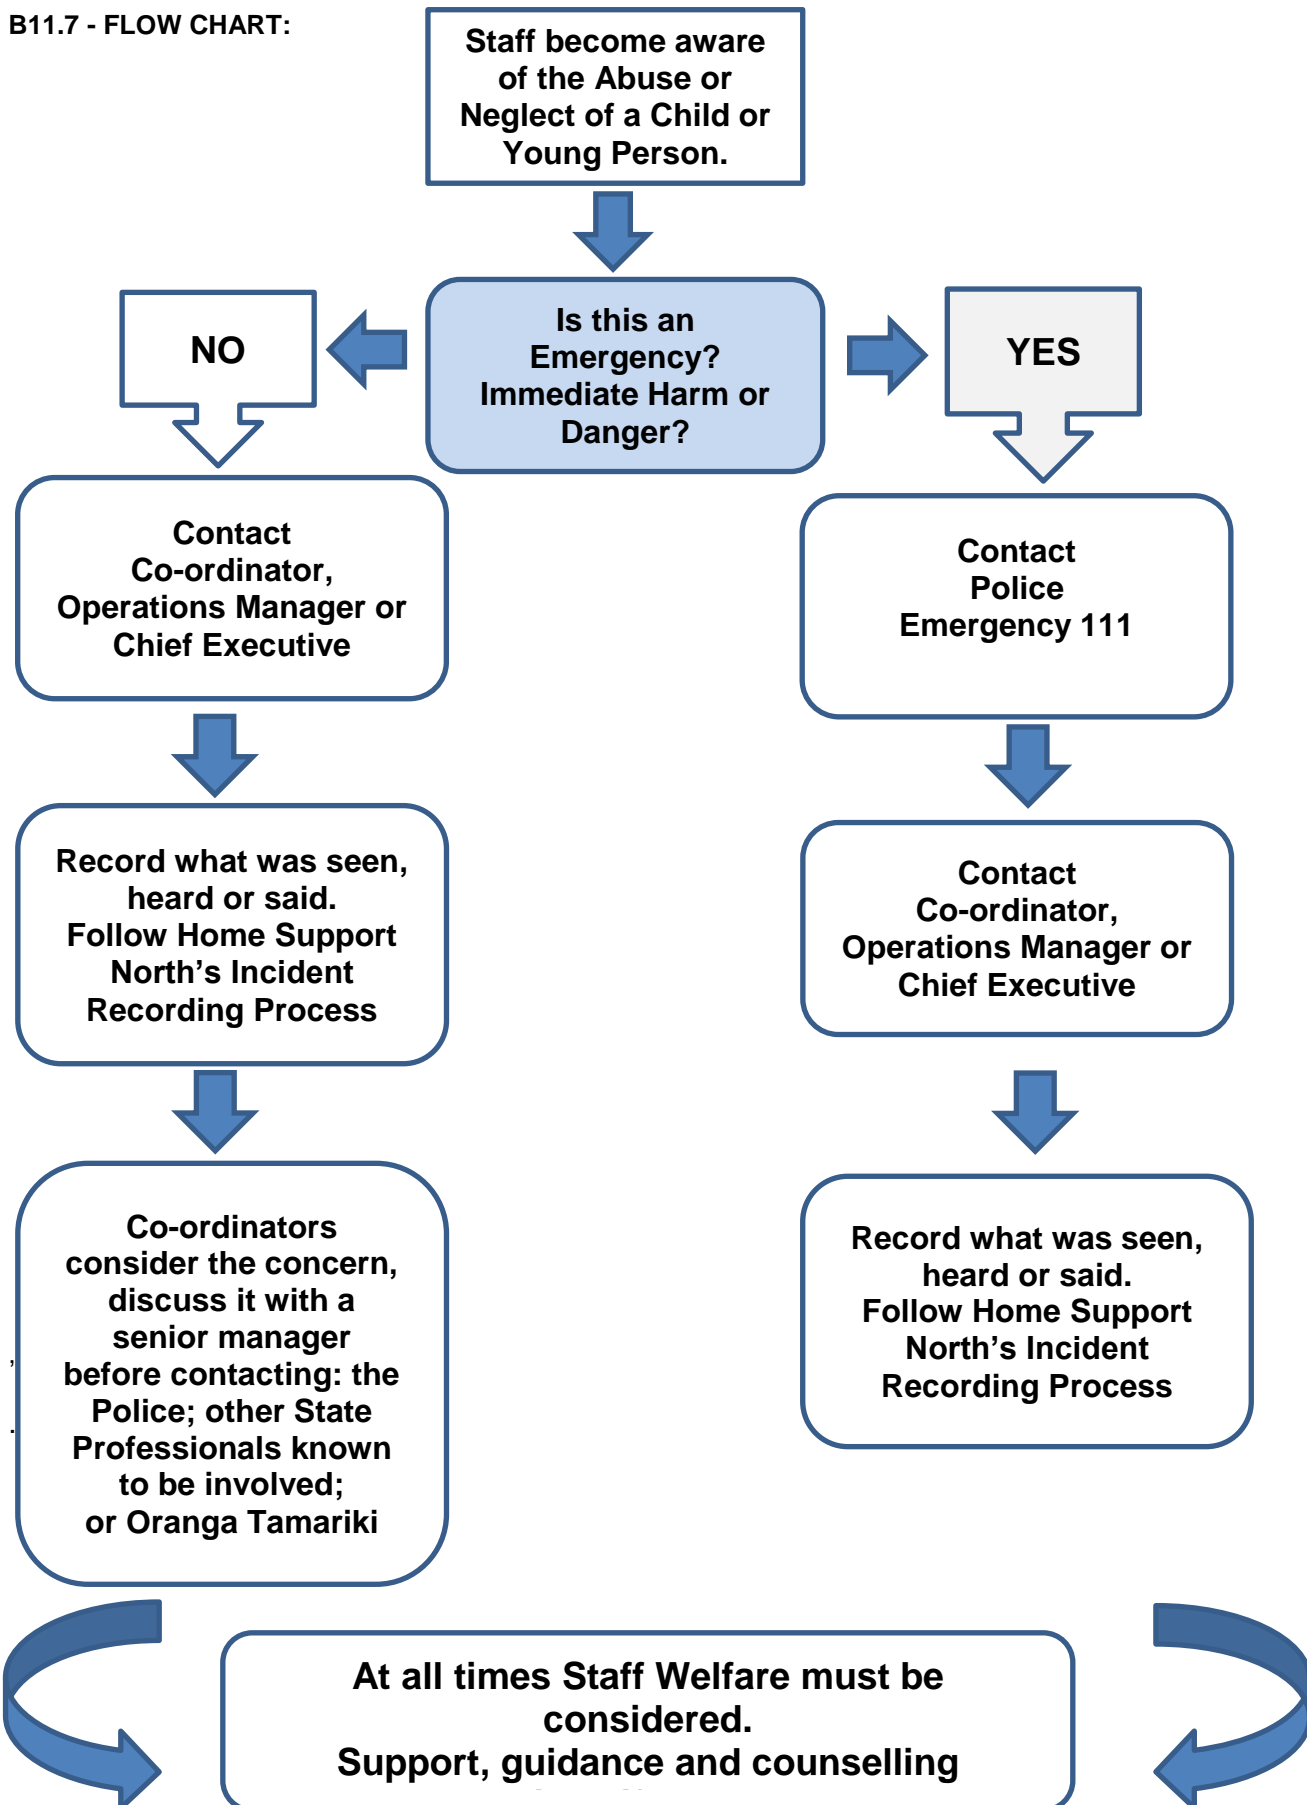 B11.7 - FLOW CHART:
Staff become aware
of the Abuse or
Neglect of a Child or
Young Person.
Is this an
Emergency?
Immediate Harm or
Danger?
NO
YES
Contact
Co-ordinator,
Operations Manager or
Chief Executive
Contact
Police
Emergency 111
Record what was seen,
heard or said.
Follow Home Support
North’s Incident
Recording Process
Contact
Co-ordinator,
Operations Manager or
Chief Executive
Co-ordinators
consider the concern,
discuss it with a
senior manager
before contacting: the
Police; other State
Professionals known
to be involved;
or Oranga Tamariki
Record what was seen,
heard or said.
Follow Home Support
North’s Incident
Recording Process
,
.
At all times Staff Welfare must be
considered.
Support, guidance and counselling